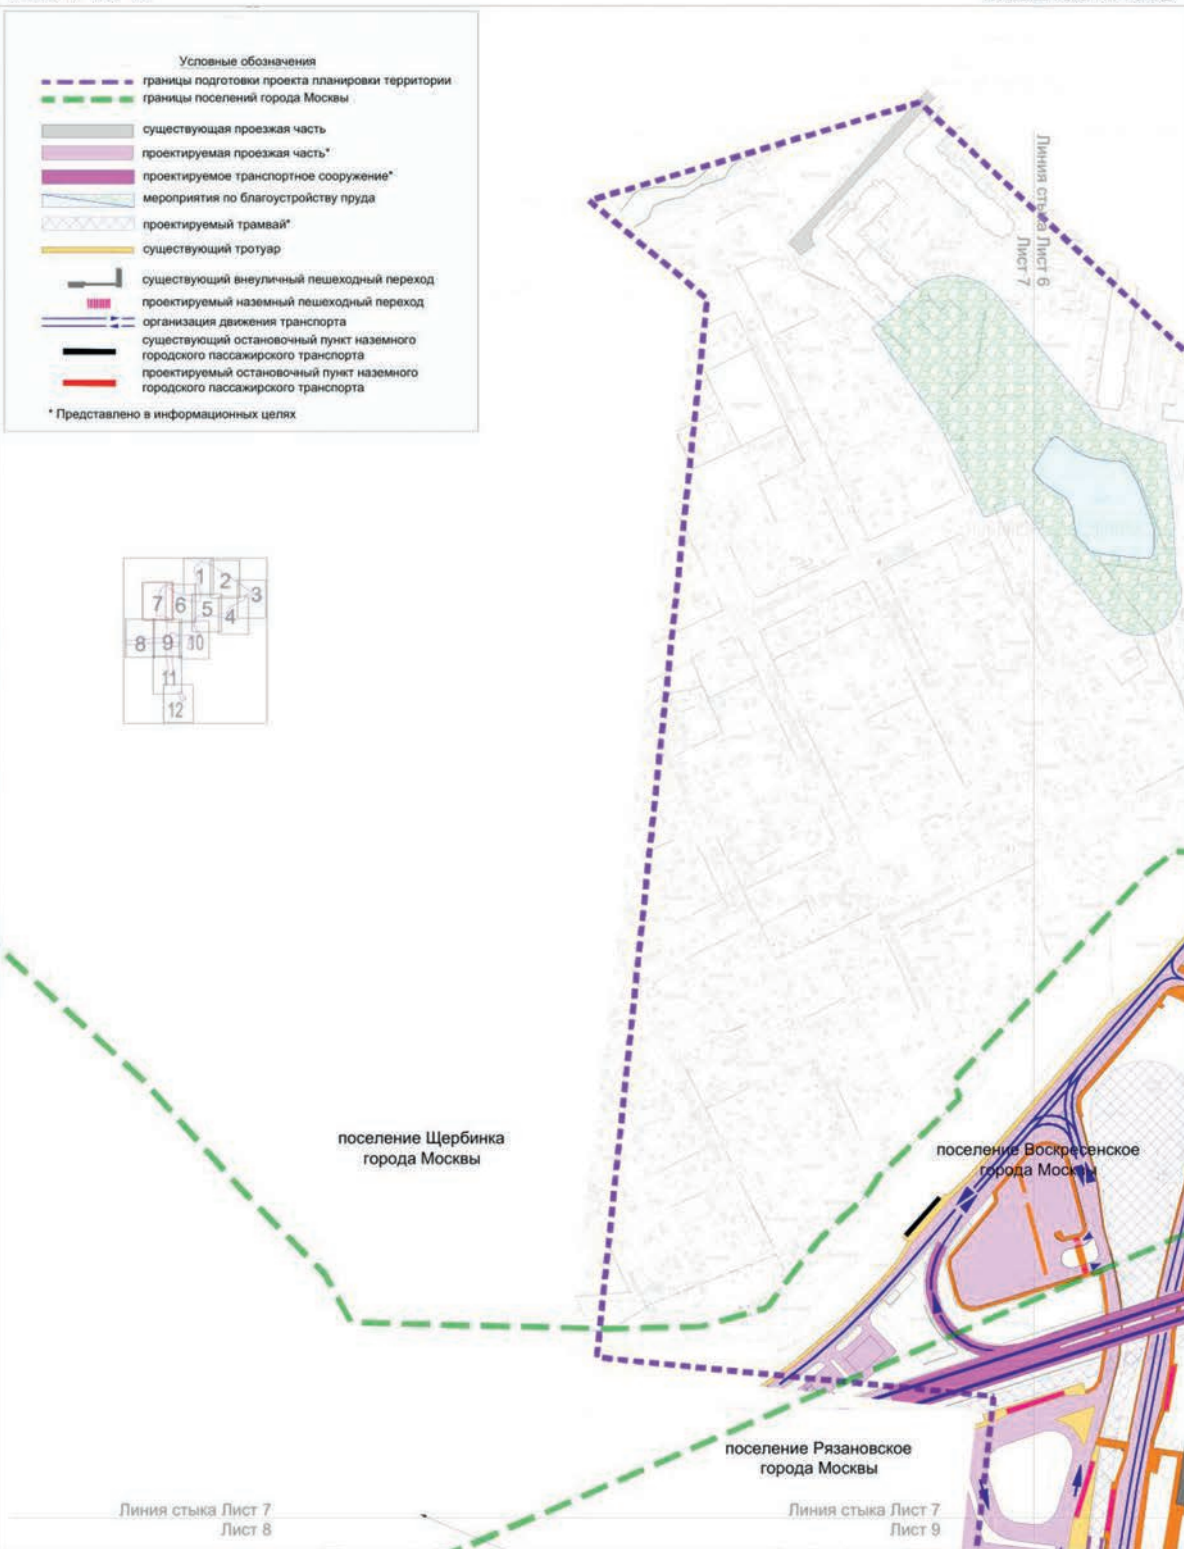 Условные обозначения
границы подготовки проекта планировки территории
границы поселений города Москвы
существующая проезжая часть
проектируемая проезжая часть*
проектируемое транспортное сооружение*
мероприятия по благоустройству пруда
проектируемый трамвай*
существующий тротуар
существующий внеуличный пешеходный переход
проектируемый наземный пешеходный переход
организация движения транспорта
существующий остановочный пункт наземного
городского пассажирского транспорта
проектируемый остановочный пункт наземного
городского пассажирского транспорта
* Представлено в информационных целях
Линия стыка Лист 6
Лист 7
1
2
3
7
6
5
4
8
9
10
11
12
поселение Щербинка
города Москвы
поселение Воскресенское
города Москвы
поселение Рязановское
города Москвы
Линия стыка Лист 7
Лист 8
Линия стыка Лист 7
Лист 9